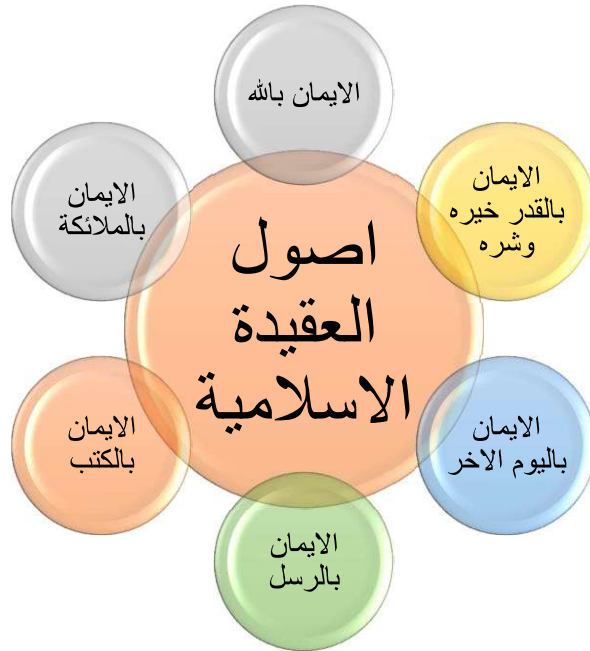 اصول
العقيدة
الاسلامية
الايمان بالله
الايمان
بالملائكة
الايمان
بالكتب
الايمان
بالرسل
الايمان
باليوم الاخر
الايمان
بالقدر خيره
وشره